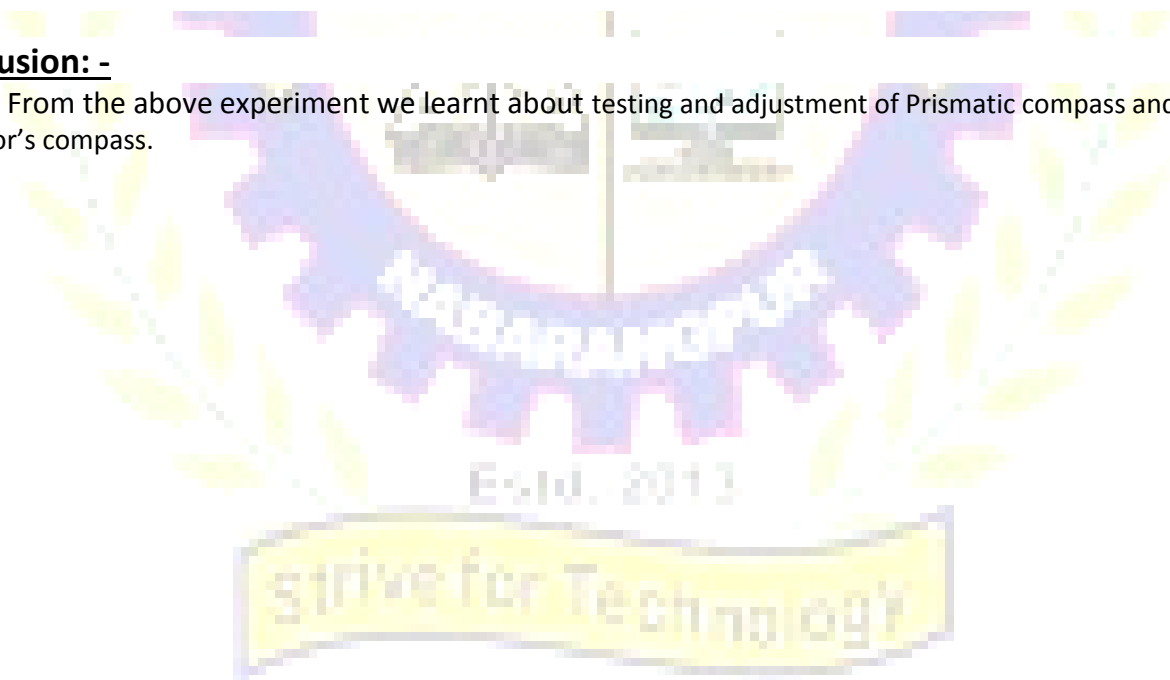 usion: -
From the above experiment we learnt about testing and adjustment of Prismatic compass and
or’s compass.
NABARANGPUR
Estd. 2013
Strive for Technology